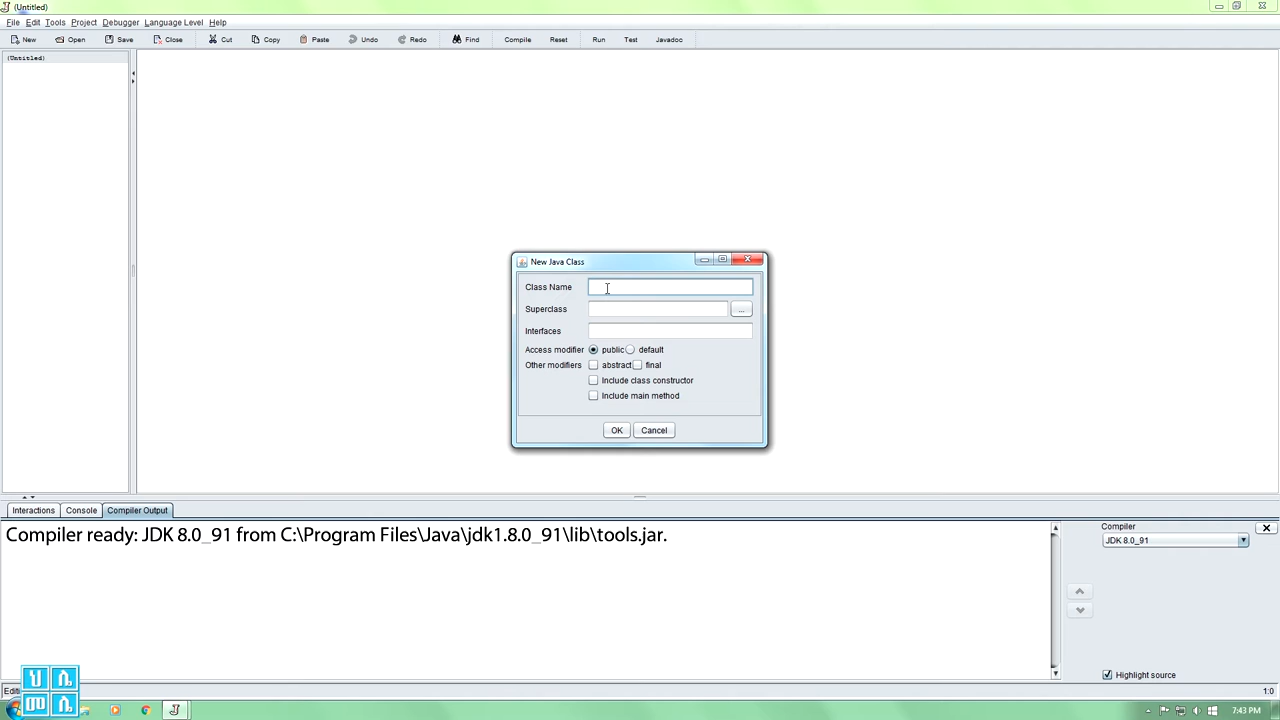 (Untitled)
File Edit Tools Project Debugger Language Level Help
New Open Save Close Cut Copy Paste Undo Redo Find Compile Reset Run Test Javadoc
(Untitled)
New Java Class
Class Name
Superclass ...
Interfaces
Access modifier public default
Other modifiers abstract final
Include class constructor
Include main method
OK Cancel
Interactions Console Compiler Output
Compiler ready: JDK 8.0_91 from C:\Program Files\Java\jdk1.8.0_91\lib\tools.jar.
Compiler
JDK 8.0_91
Highlight source
1:0
ህ ሲ
መ ሲ
7:43 PM